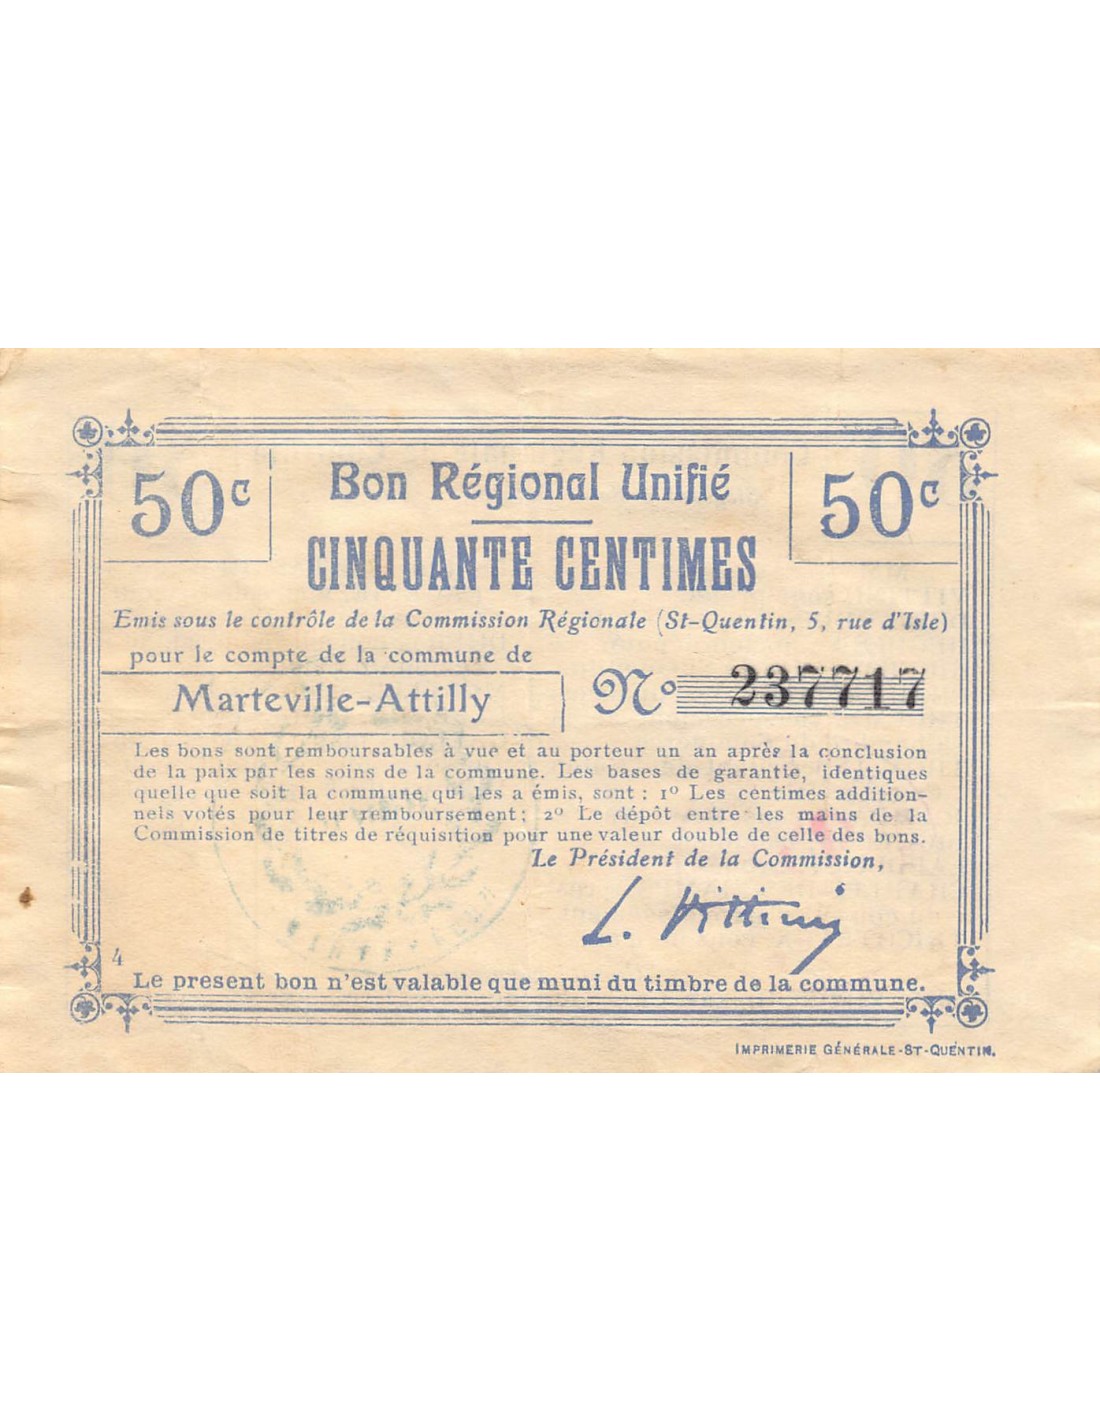 50c
Bon Régional Unifié
50c
CINQUANTE CENTIMES
Emis sous le contrôle de la Commission Régionale (St-Quentin, 5, rue d'Isle)
pour le compte de la commune de
Marteville-Attilly
No 237717
Les bons sont remboursables à vue et au porteur un an après la conclusion
de la paix par les soins de la commune. Les bases de garantie, identiques
quelle que soit la commune qui les a émis, sont : 1º Les centimes addition-
nels votés pour leur remboursement; 2º Le dépôt entre les mains de la
Commission de titres de réquisition pour une valeur double de celle des bons.
Le Président de la Commission,
4
Le present bon n'est valable que muni du timbre de la commune.
IMPRIMERIE GÉNÉRALE-ST-QUENTIN.